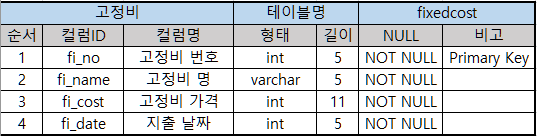 고정비 테이블명 fixedcost
순서 컬럼ID 컬럼명 형태 길이 NULL 비고
1 fi_no 고정비 번호 int 5 NOT NULL Primary Key
2 fi_name 고정비 명 varchar 5 NOT NULL
3 fi_cost 고정비 가격 int 11 NOT NULL
4 fi_date 지출 날짜 int 5 NOT NULL